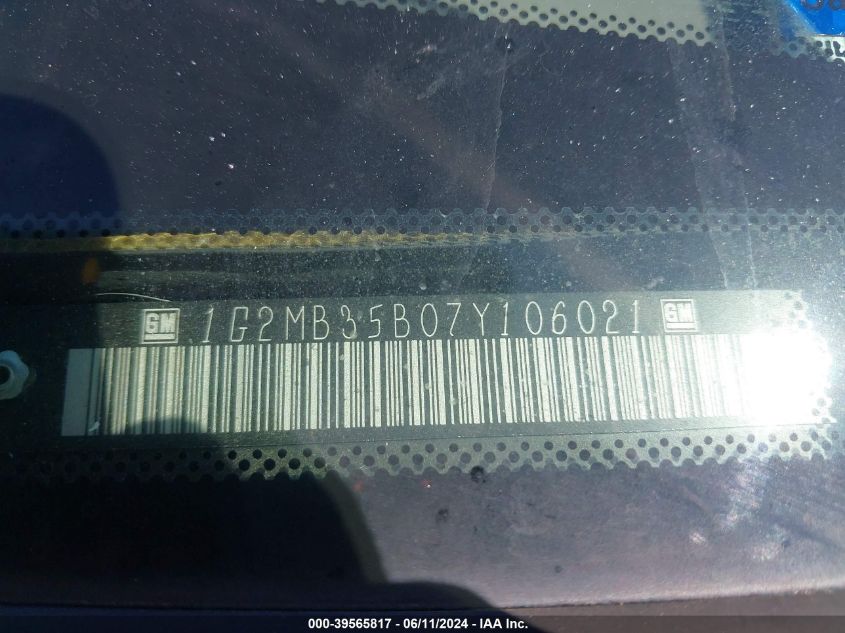 GM 1G2MB35B07Y106021 GM
000-39565817 - 06/11/2024 - IAA Inc.